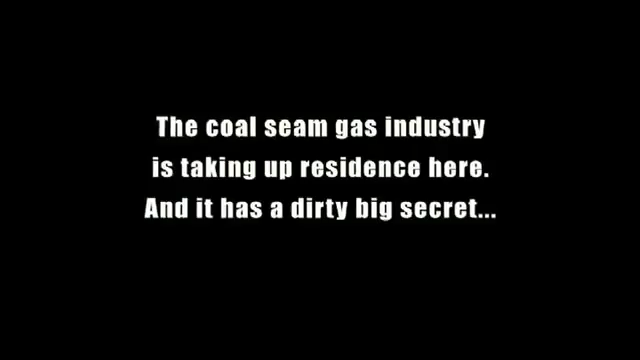 The coal seam gas industry
is taking up residence here.
And it has a dirty big secret...